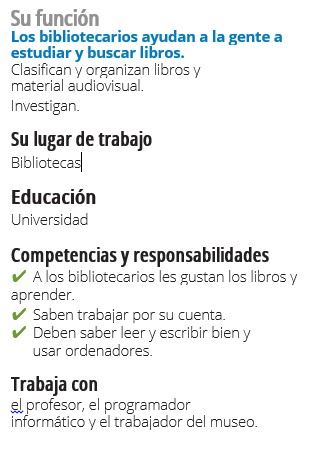 Su función
Los bibliotecarios ayudan a la gente a
estudiar y buscar libros.
Clasifican y organizan libros y
material audiovisual.
Investigan.
Su lugar de trabajo
Bibliotecas
Educación
Universidad
Competencias y responsabilidades
✔ A los bibliotecarios les gustan los libros y
aprender.
✔ Saben trabajar por su cuenta.
✔ Deben saber leer y escribir bien y
usar ordenadores.
Trabaja con
el profesor, el programador
informático y el trabajador del museo.